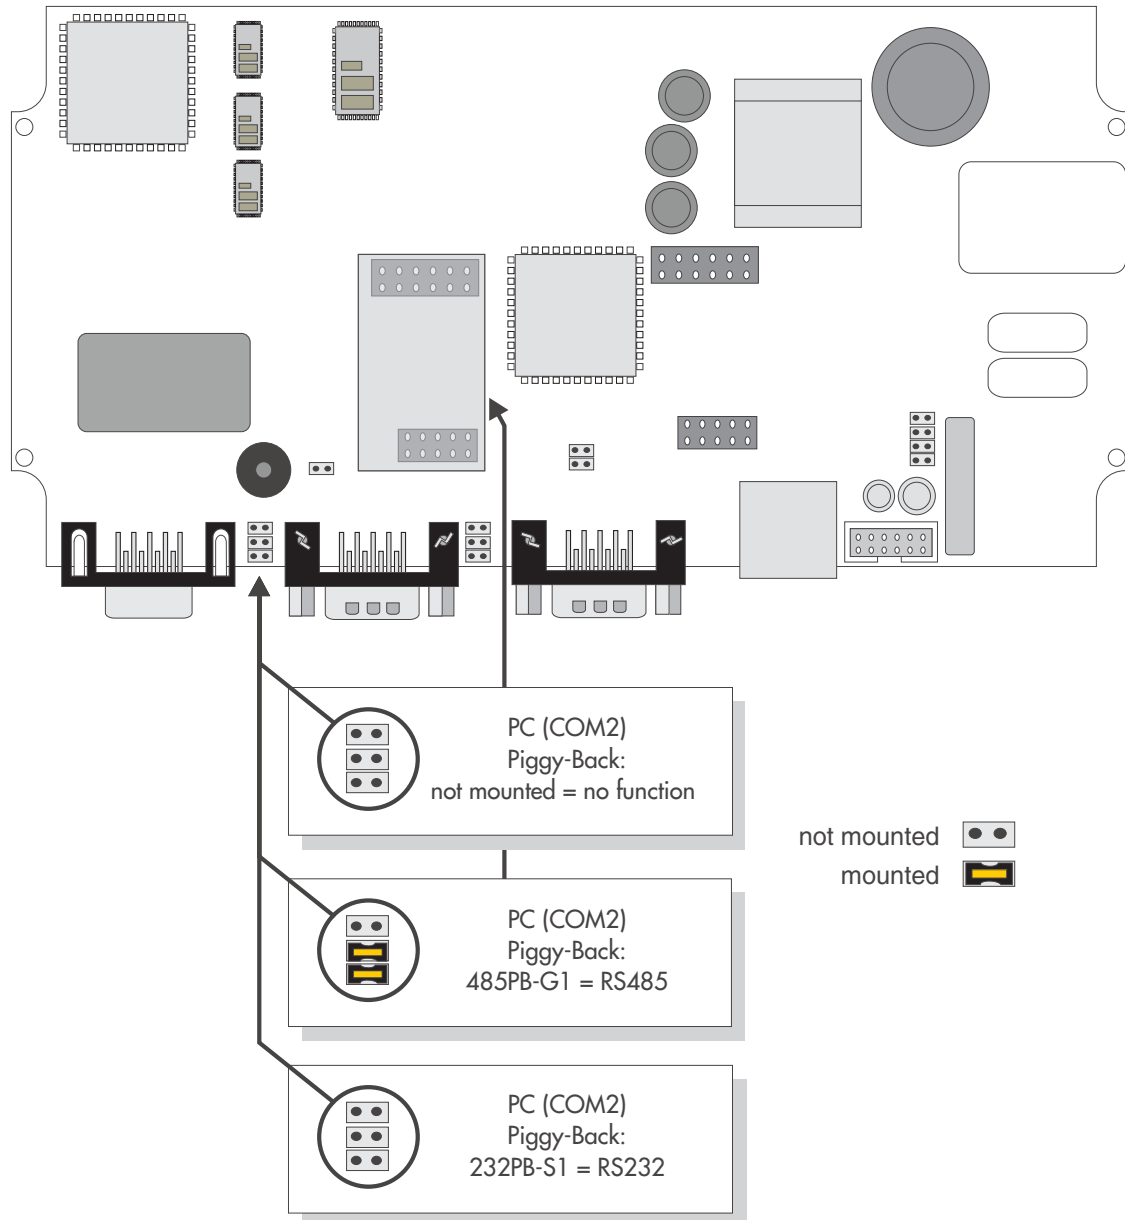 PC (COM2)
Piggy-Back:
not mounted = no function
not mounted
mounted
PC (COM2)
Piggy-Back:
485PB-G1 = RS485
PC (COM2)
Piggy-Back:
232PB-S1 = RS232